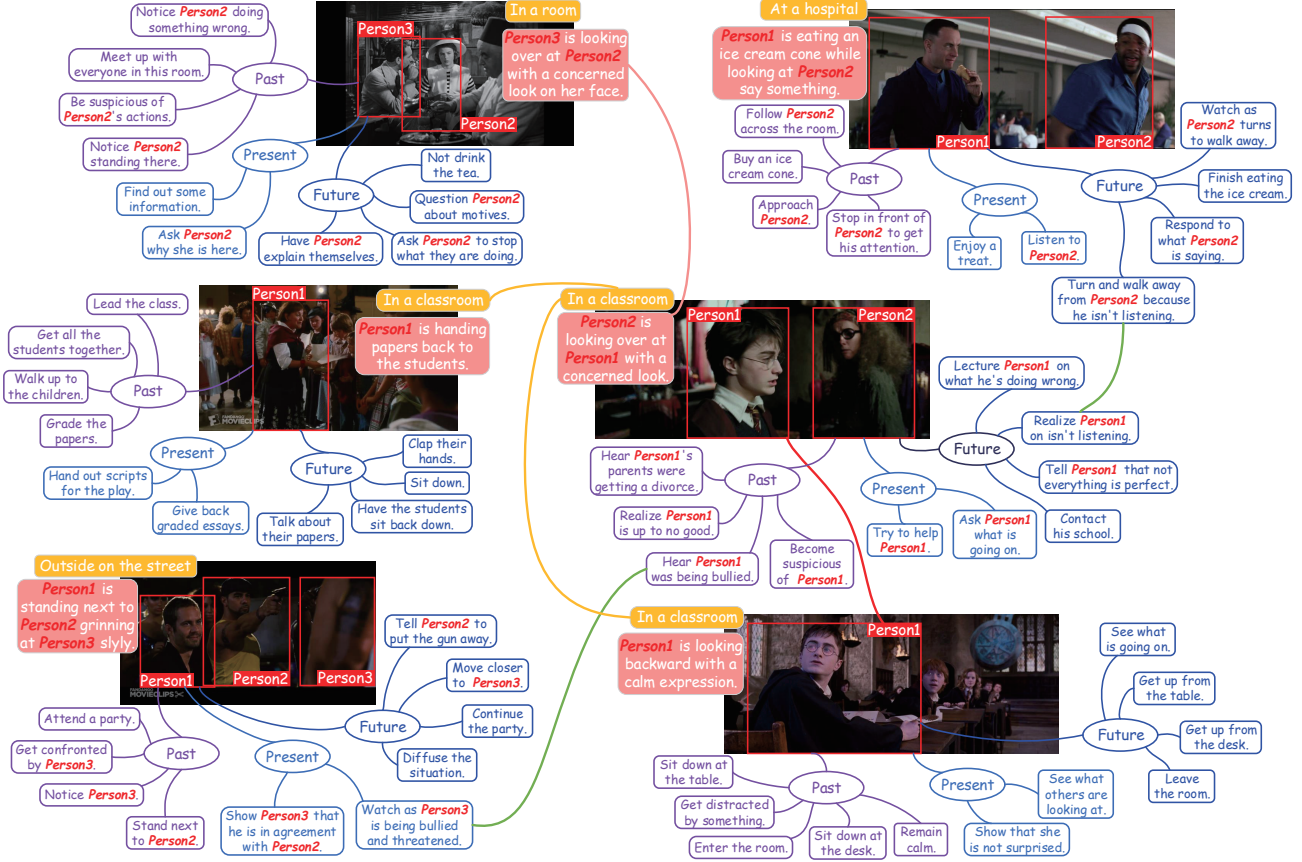 Notice Person2 doing
something wrong.
Meet up with
everyone in this room.
Be suspicious of
Person2's actions.
Notice Person2
standing there.
Past
Person3
Person2
In a room
Person3 is looking
over at Person2
with a concerned
look on her face.
Present
Find out some
information.
Ask Person2
why she is here.
Future
Not drink
the tea.
Question Person2
about motives.
Have Person2
explain themselves.
Ask Person2 to stop
what they are doing.
At a hospital
Person1 is eating an
ice cream cone while
looking at Person2
say something.
Person1
Person2
Follow Person2
across the room.
Buy an ice
cream cone.
Approach
Person2.
Stop in front of
Person2 to get
his attention.
Past
Present
Enjoy a
treat.
Listen to
Person2.
Future
Watch as
Person2 turns
to walk away.
Finish eating
the ice cream.
Respond to
what Person2
is saying.
Turn and walk away
from Person2 because
he isn't listening.
Lead the class.
Get all the
students together.
Walk up to
the children.
Grade the
papers.
Past
Person1
FANDANGO
MOVIECLIPS
In a classroom
Person1 is handing
papers back to
the students.
Present
Hand out scripts
for the play.
Give back
graded essays.
Future
Clap their
hands.
Sit down.
Have the students
sit back down.
Talk about
their papers.
In a classroom
Person2 is
looking over at
Person1 with a
concerned look.
Person1
Person2
Hear Person1's
parents were
getting a divorce.
Realize Person1
is up to no good.
Hear Person1
was being bullied.
Become
suspicious
of Person1.
Past
Present
Try to help
Person1.
Ask Person1
what is
going on.
Future
Lecture Person1 on
what he's doing wrong.
Realize Person1
on isn't listening.
Tell Person1 that not
everything is perfect.
Contact
his school.
Outside on the street
Person1 is
standing next to
Person2 grinning
at Person3 slyly.
Person1
Person2
Person3
FANDANGO
MOVIECLIPS
Attend a party.
Get confronted
by Person3.
Notice Person3.
Stand next
to Person2.
Past
Present
Show Person3 that
he is in agreement
with Person2.
Watch as Person3
is being bullied
and threatened.
Future
Tell Person2 to
put the gun away.
Move closer
to Person3.
Continue
the party.
Diffuse the
situation.
In a classroom
Person1 is looking
backward with a
calm expression.
Person1
Sit down at
the table.
Get distracted
by something.
Enter the room.
Sit down at
the desk.
Remain
calm.
Past
Present
See what
others are
looking at.
Show that she
is not surprised.
Future
See what
is going on.
Get up from
the table.
Get up from
the desk.
Leave
the room.